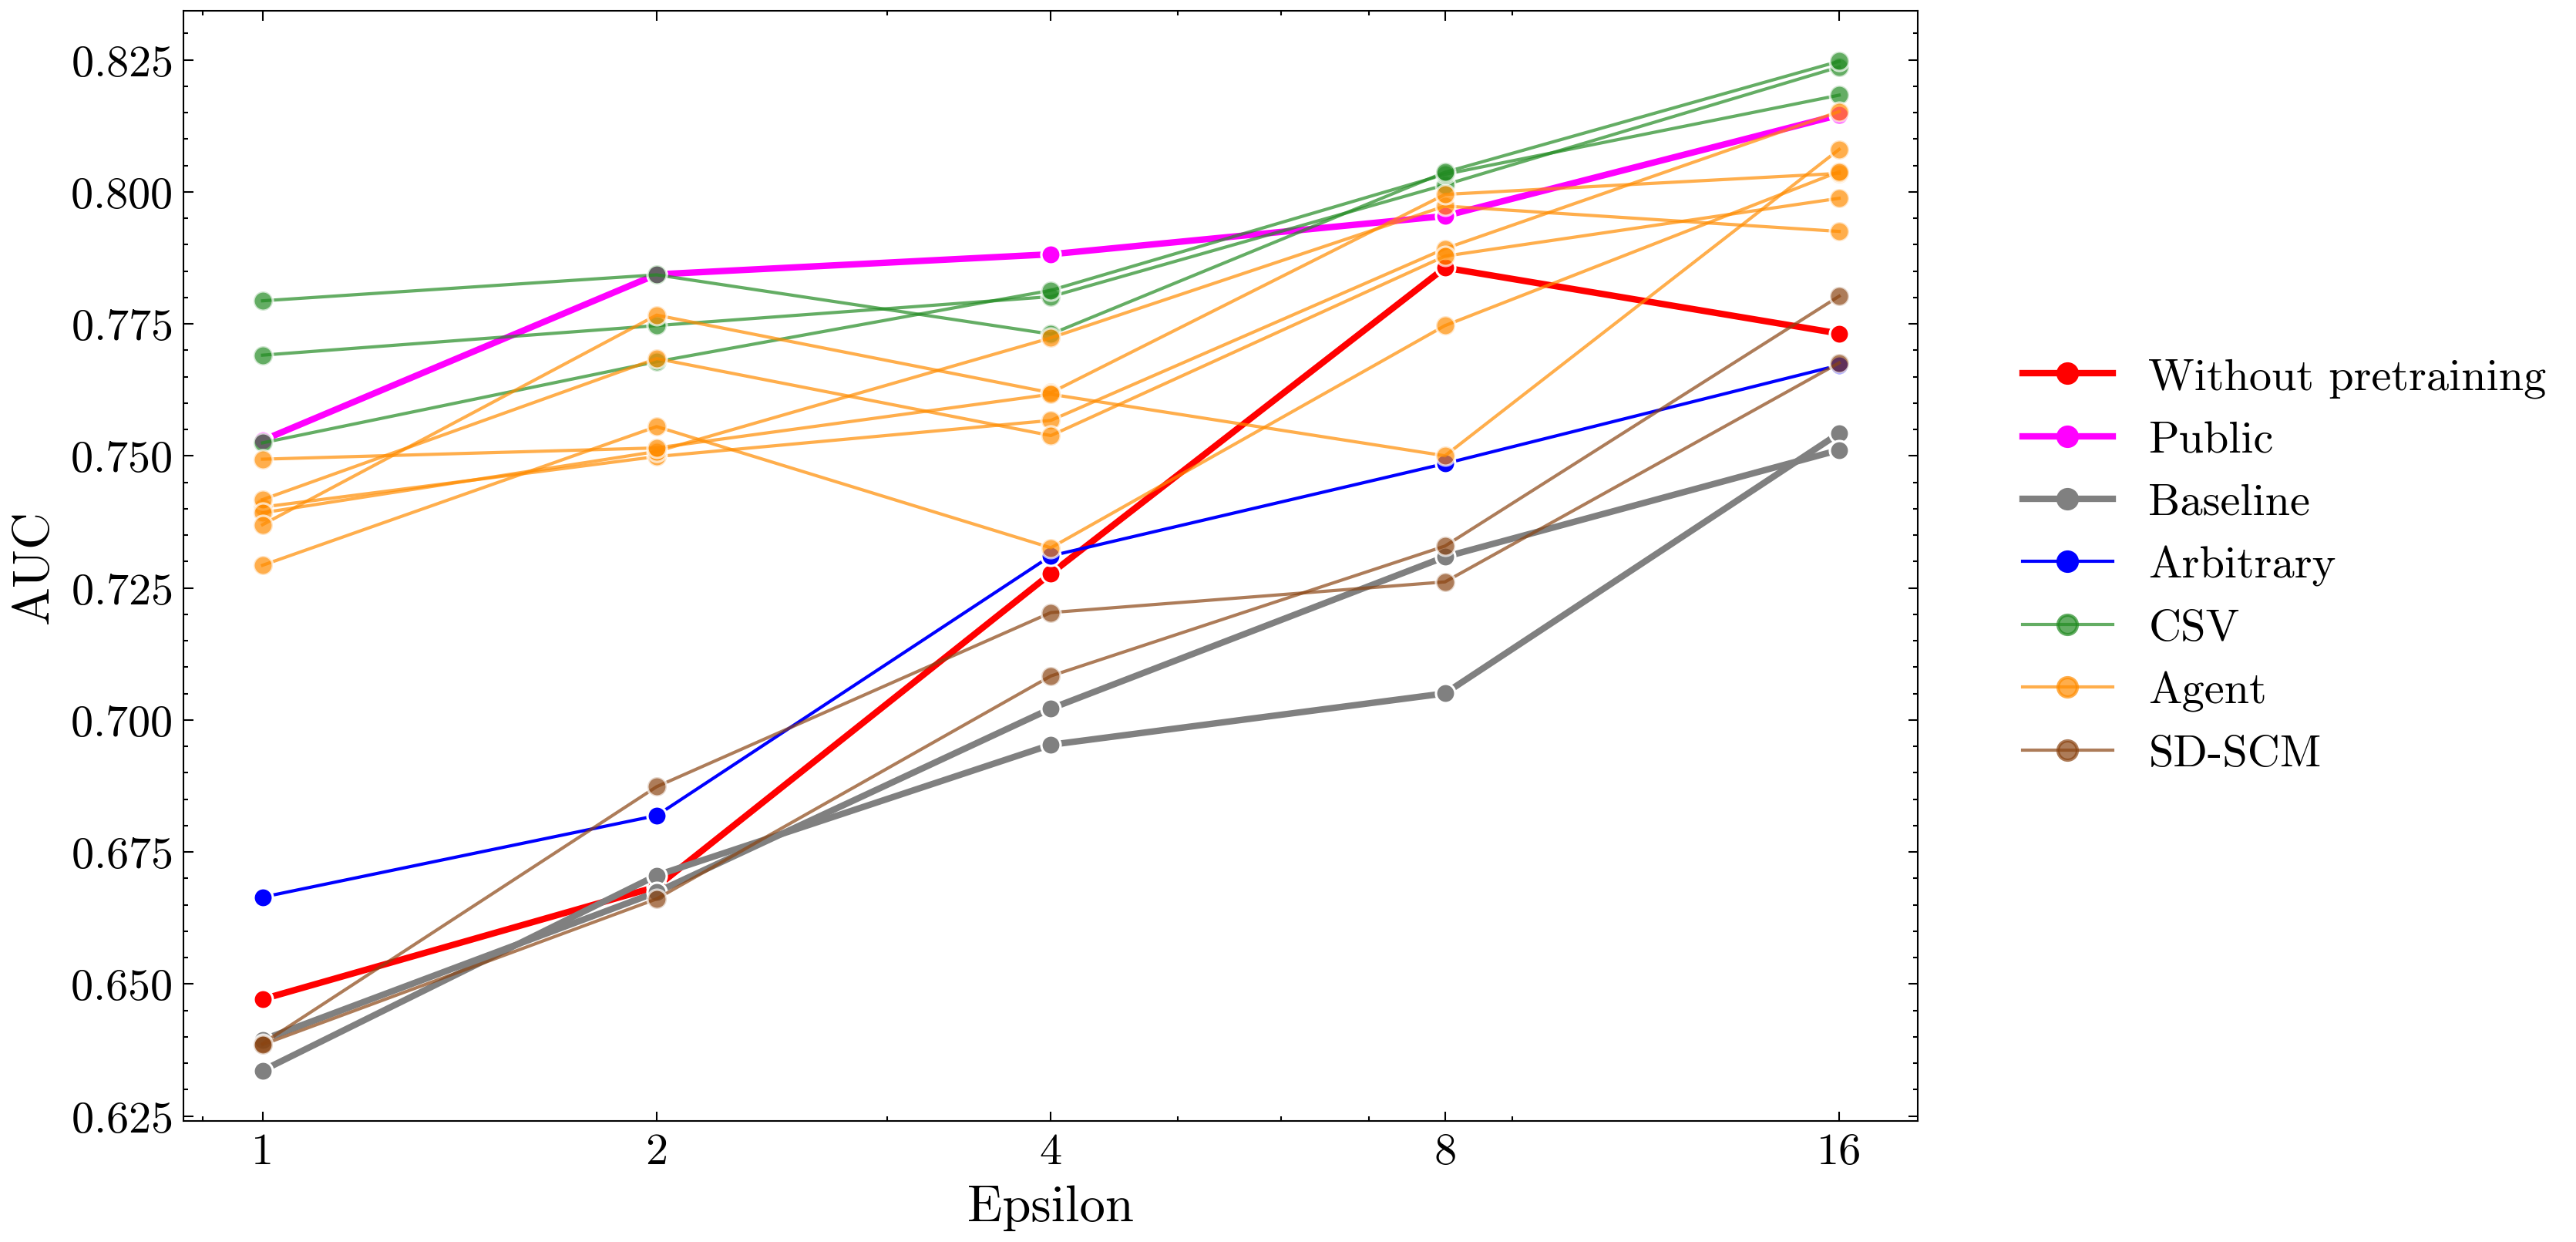 0.825
0.800
0.775
0.750
0.725
0.700
0.675
0.650
0.625
AUC
1 2 4 8 16
Epsilon
Without pretraining
Public
Baseline
Arbitrary
CSV
Agent
SD-SCM